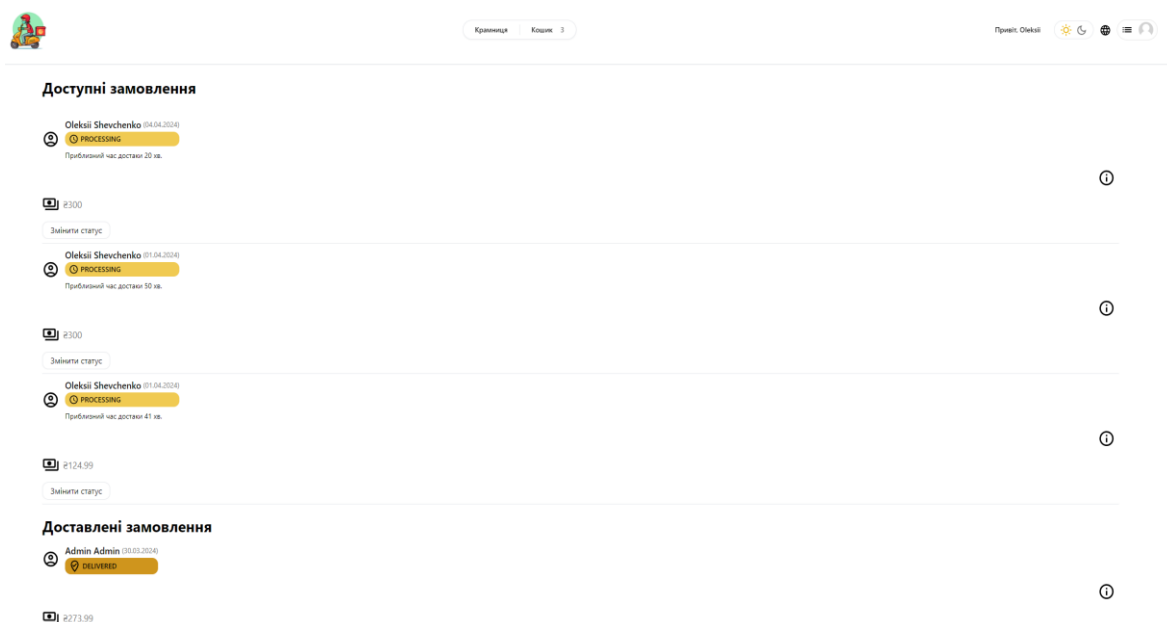 Крамниця Кошик 3 Привіт, Oleksii
Доступні замовлення
Oleksii Shevchenko (04.04.2024)
PROCESSING
Приблизний час доставки 20 хв.
₴300
Змінити статус
Oleksii Shevchenko (01.04.2024)
PROCESSING
Приблизний час доставки 50 хв.
₴300
Змінити статус
Oleksii Shevchenko (01.04.2024)
PROCESSING
Приблизний час доставки 41 хв.
₴124.99
Змінити статус
Доставлені замовлення
Admin Admin (30.03.2024)
DELIVERED
₴273.99